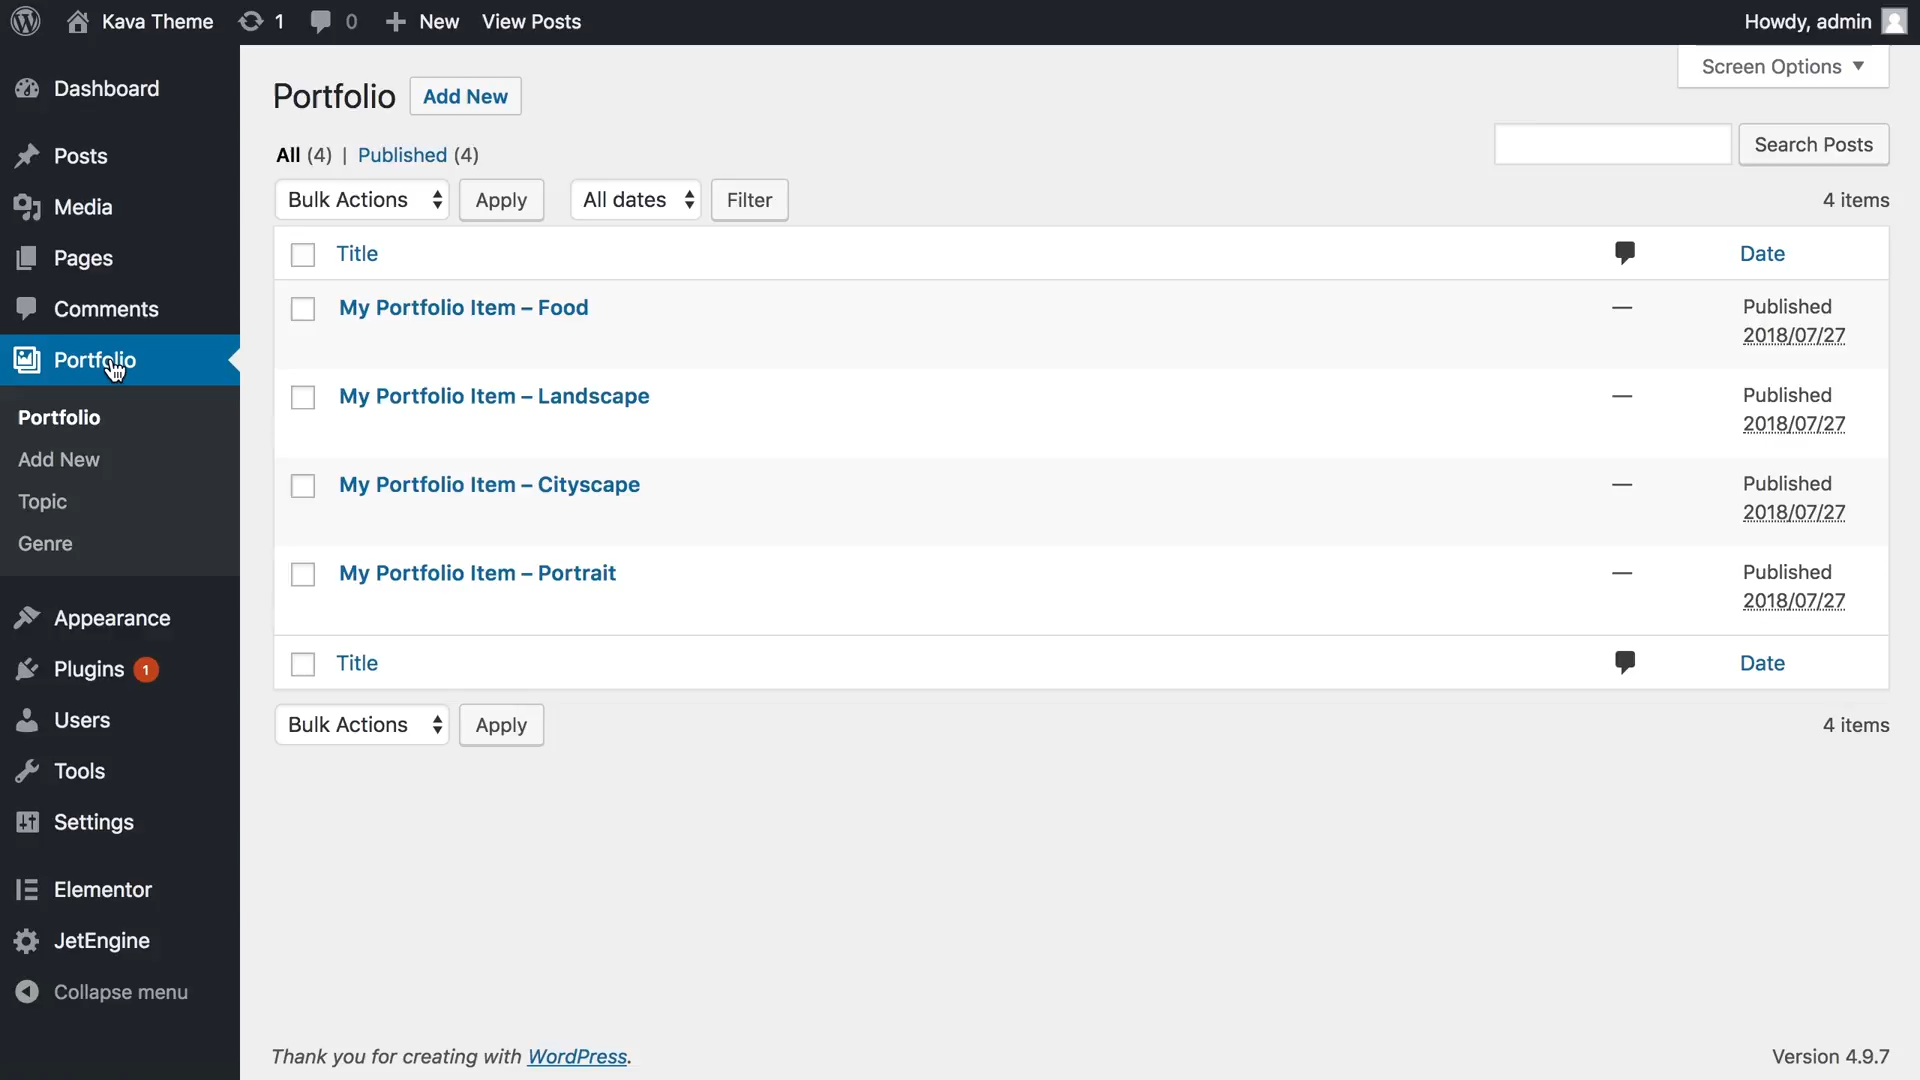 Kava Theme 1 0 New View Posts Howdy, admin
Dashboard
Posts
Media
Pages
Comments
Portfolio
Portfolio
Add New
Topic
Genre
Appearance
Plugins 1
Users
Tools
Settings
Elementor
JetEngine
Collapse menu
Screen Options
Portfolio Add New
All (4) | Published (4)
Search Posts
Bulk Actions Apply All dates Filter 4 items
Title Date
My Portfolio Item – Food — Published
2018/07/27
My Portfolio Item – Landscape — Published
2018/07/27
My Portfolio Item – Cityscape — Published
2018/07/27
My Portfolio Item – Portrait — Published
2018/07/27
Title Date
Bulk Actions Apply 4 items
Thank you for creating with WordPress. Version 4.9.7